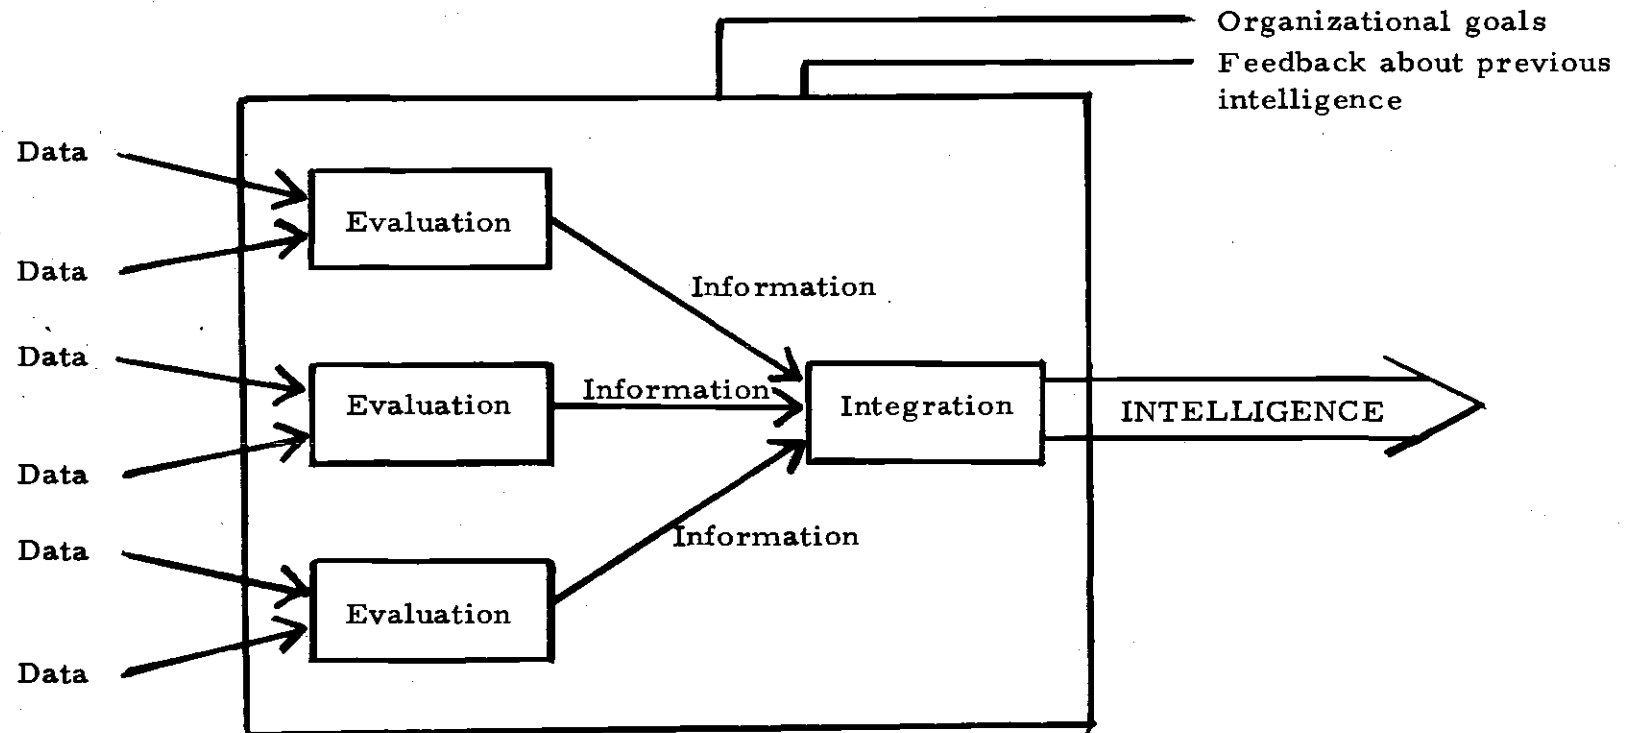 Organizational goals
Feedback about previous
intelligence
Data
Evaluation
Data
Information
Data
Evaluation
Information
Integration
INTELLIGENCE
Data
Data
Information
Evaluation
Data